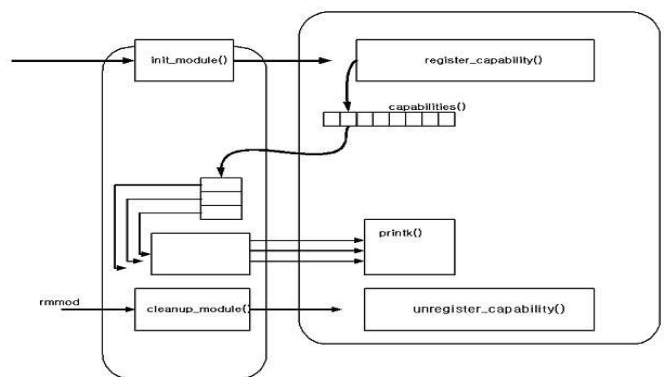 init_module()
register_capability()
capabilities()
printk()
rmmod
cleanup_module()
unregister_capability()